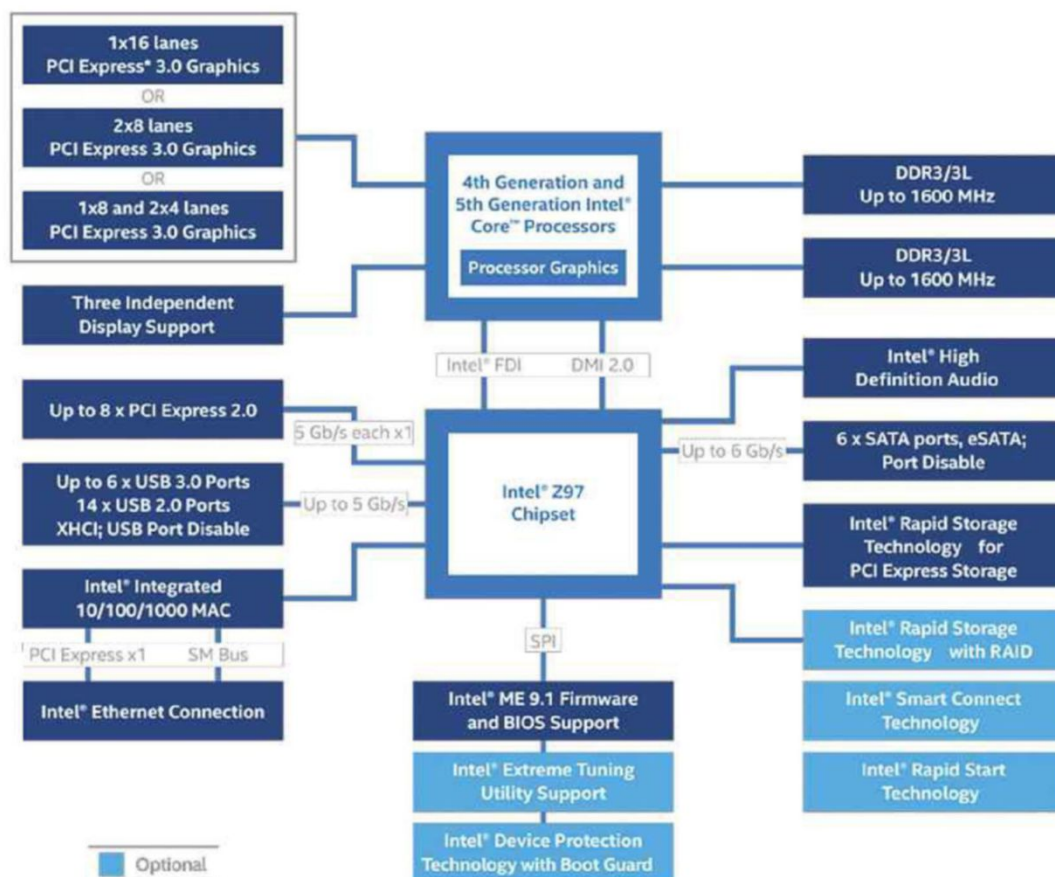 1x16 lanes
PCI Express* 3.0 Graphics
OR
2x8 lanes
PCI Express 3.0 Graphics
OR
1x8 and 2x4 lanes
PCI Express 3.0 Graphics
4th Generation and
5th Generation Intel®
Core™ Processors
Processor Graphics
DDR3/3L
Up to 1600 MHz
DDR3/3L
Up to 1600 MHz
Three Independent
Display Support
Intel® FDI
DMI 2.0
Intel® High
Definition Audio
Up to 8 x PCI Express 2.0
5 Gb/s each x1
Up to 6 Gb/s
6 x SATA ports, eSATA;
Port Disable
Up to 6 x USB 3.0 Ports
14 x USB 2.0 Ports
XHCI; USB Port Disable
Up to 5 Gb/s
Intel® Z97
Chipset
Intel® Rapid Storage
Technology for
PCI Express Storage
Intel® Integrated
10/100/1000 MAC
PCI Express x1
SM Bus
Intel® Ethernet Connection
SPI
Intel® Rapid Storage
Technology with RAID
Intel® ME 9.1 Firmware
and BIOS Support
Intel® Smart Connect
Technology
Intel® Extreme Tuning
Utility Support
Intel® Rapid Start
Technology
Intel® Device Protection
Technology with Boot Guard
Optional